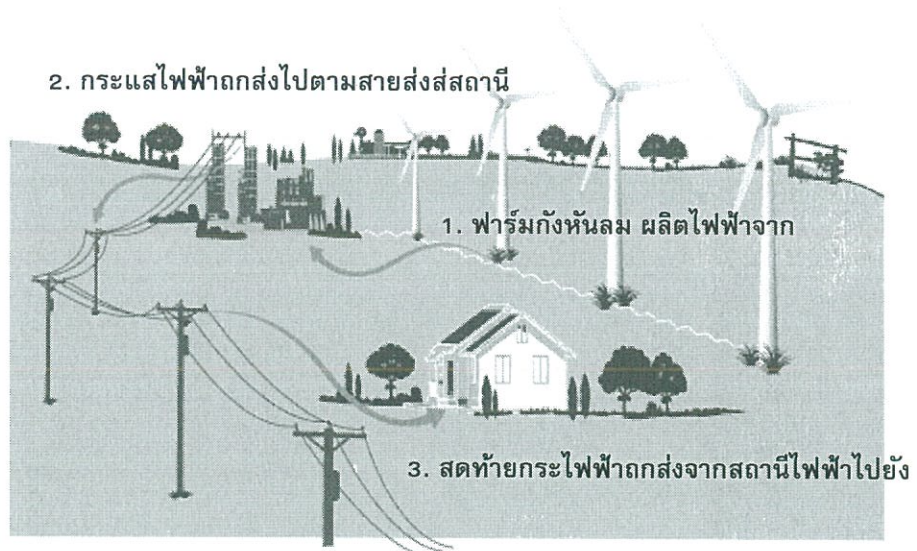 2. กระแสไฟฟ้าถกส่งไปตามสายส่งส่สถานี
1. ฟาร์มกังหันลม ผลิตไฟฟ้าจาก
3. สดท้ายกระไฟฟ้าถกส่งจากสถานีไฟฟ้าไปยัง